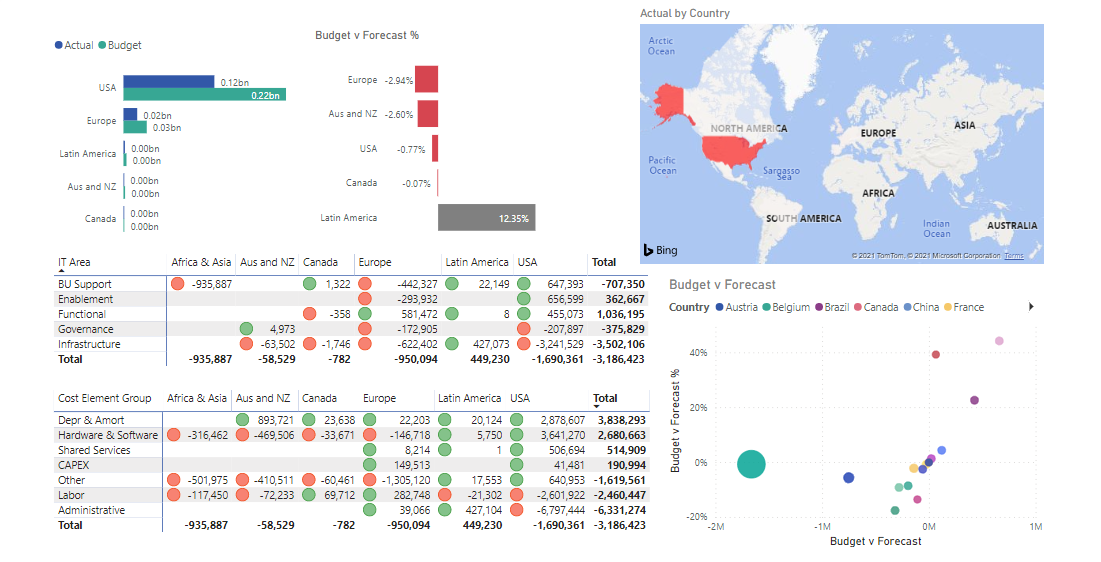 Actual Budget
USA 0.12bn
0.22bn
Europe 0.02bn
0.03bn
Latin America 0.00bn
0.00bn
Aus and NZ 0.00bn
0.00bn
Canada 0.00bn
0.00bn
Budget v Forecast %
Europe -2.94%
Aus and NZ -2.60%
USA -0.77%
Canada -0.07%
Latin America 12.35%
Actual by Country
Arctic
Ocean
NORTH AMERICA
EUROPE
ASIA
Pacific
Ocean
Sargasso
Sea
AFRICA
SOUTH AMERICA
Indian
Ocean
AUSTRALIA
Bing
© 2021 TomTom, © 2021 Microsoft Corporation Terms
IT Area Africa & Asia Aus and NZ Canada Europe Latin America USA Total
BU Support -935,887 1,322 -442,327 22,149 647,393 -707,350
Enablement -293,932 656,599 362,667
Functional -358 581,472 8 455,073 1,036,195
Governance 4,973 -172,905 -207,897 -375,829
Infrastructure -63,502 -1,746 -622,402 427,073 -3,241,529 -3,502,106
Total -935,887 -58,529 -782 -950,094 449,230 -1,690,361 -3,186,423
Cost Element Group Africa & Asia Aus and NZ Canada Europe Latin America USA Total
Depr & Amort 893,721 23,638 22,203 20,124 2,878,607 3,838,293
Hardware & Software -316,462 -469,506 -33,671 -146,718 5,750 3,641,270 2,680,663
Shared Services 8,214 1 506,694 514,909
CAPEX 149,513 41,481 190,994
Other -501,975 -410,511 -60,461 -1,305,120 17,553 640,953 -1,619,561
Labor -117,450 -72,233 69,712 282,748 -21,302 -2,601,922 -2,460,447
Administrative 39,066 427,104 -6,797,444 -6,331,274
Total -935,887 -58,529 -782 -950,094 449,230 -1,690,361 -3,186,423
Budget v Forecast
Country Austria Belgium Brazil Canada China France
Budget v Forecast %
40%
20%
0%
-20%
-2M -1M 0M 1M
Budget v Forecast